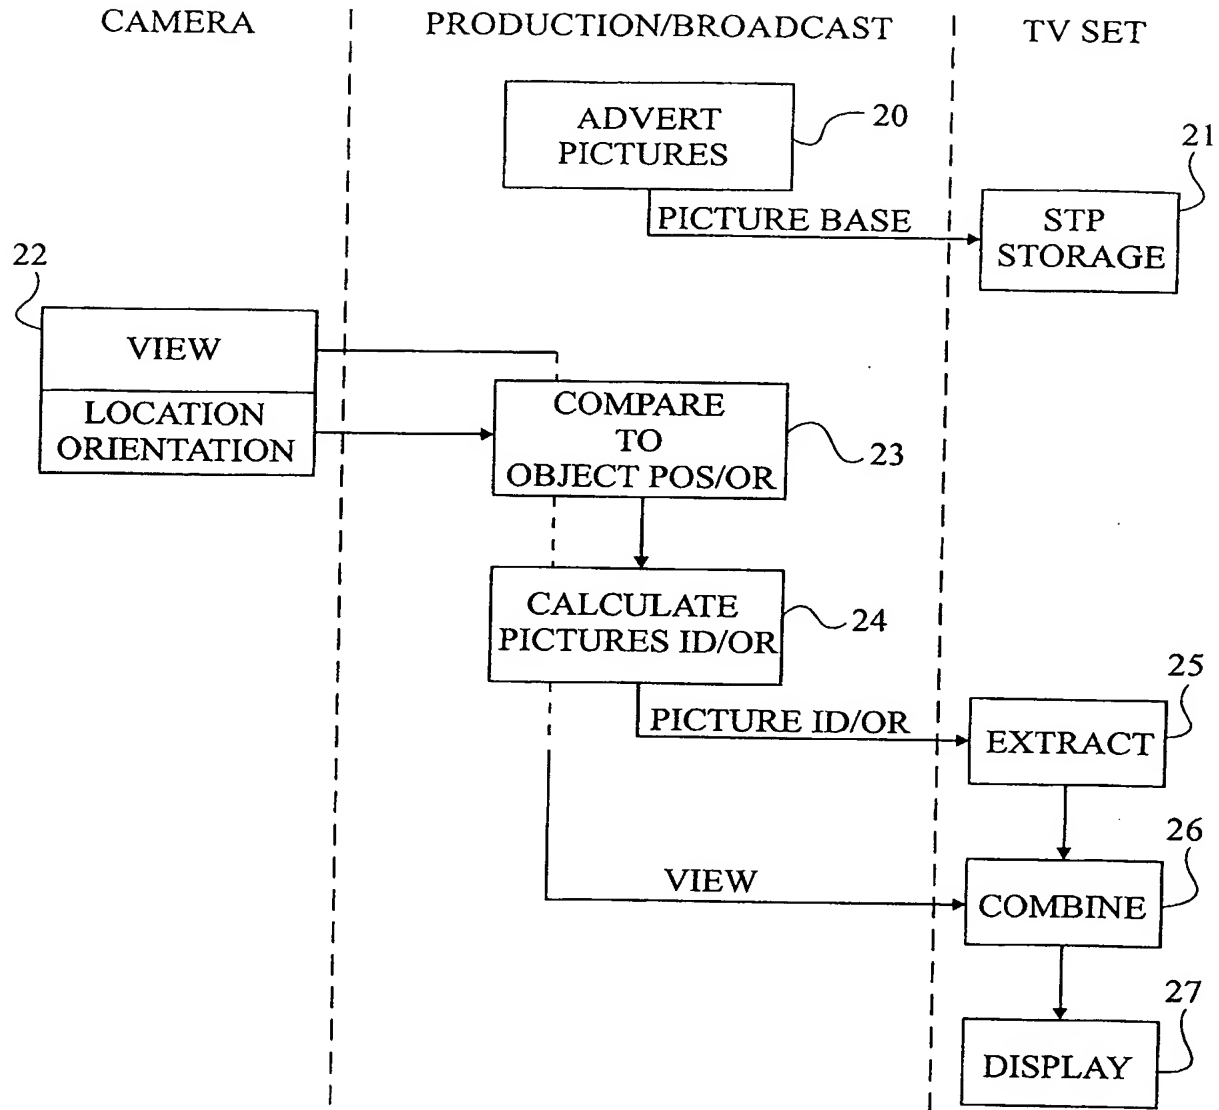 CAMERA
PRODUCTION/BROADCAST
TV SET
ADVERT
PICTURES
20
PICTURE BASE
21
STP
STORAGE
22
VIEW
LOCATION
ORIENTATION
COMPARE
TO
OBJECT POS/OR
23
CALCULATE
PICTURES ID/OR
24
PICTURE ID/OR
25
EXTRACT
VIEW
26
COMBINE
27
DISPLAY